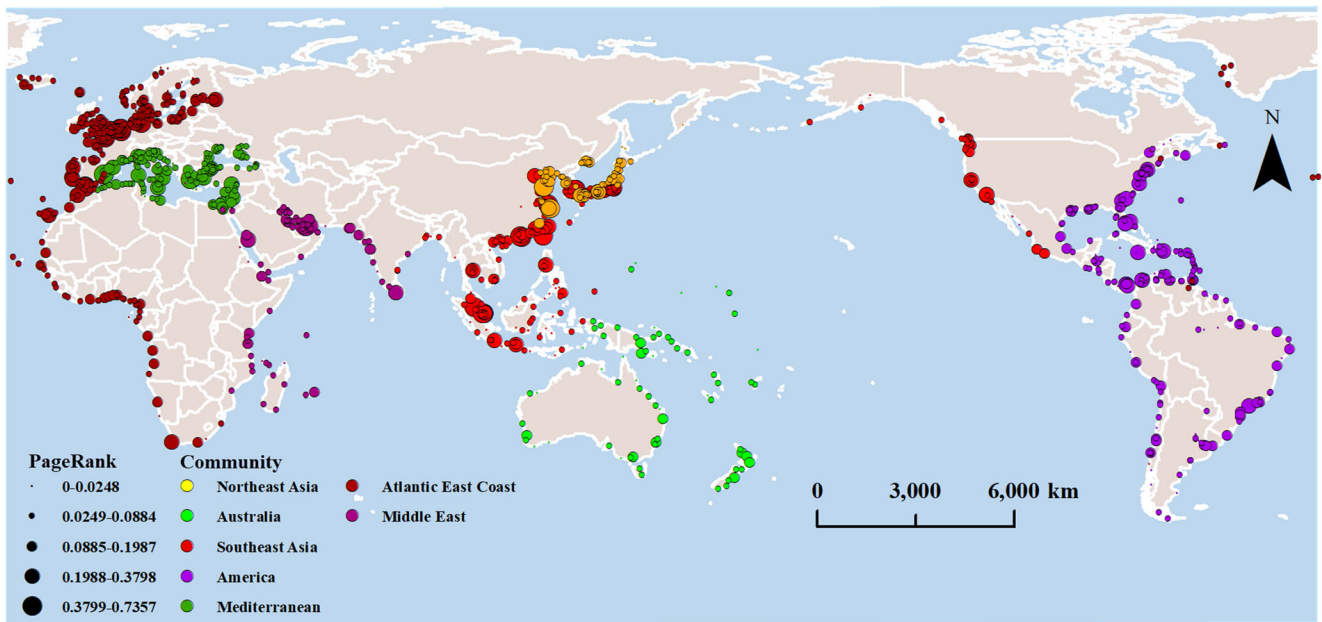 N
PageRank
0-0.0248
0.0249-0.0884
0.0885-0.1987
0.1988-0.3798
0.3799-0.7357
Community
Northeast Asia
Australia
Southeast Asia
America
Mediterranean
Atlantic East Coast
Middle East
0 3,000 6,000 km